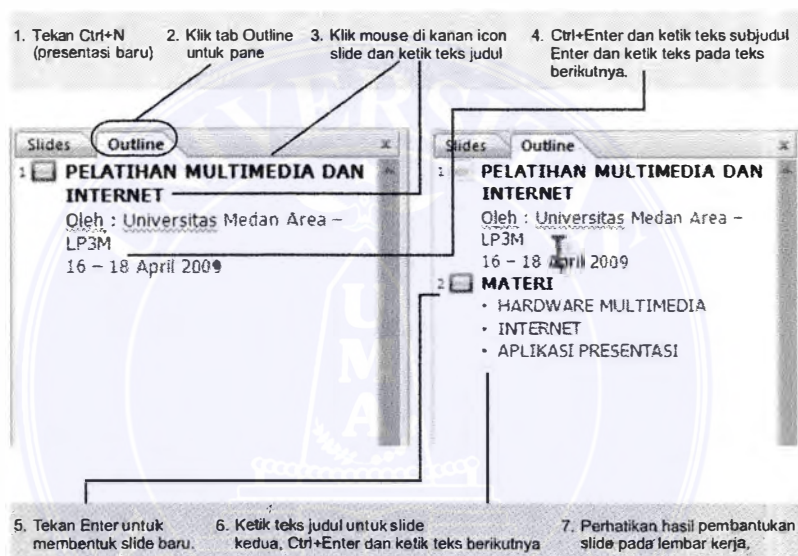 1. Tekan Ctrl+N
(presentasi baru)
2. Klik tab Outline
untuk pane
3. Klik mouse di kanan icon
slide dan ketik teks judul
4. Ctrl+Enter dan ketik teks subjudul
Enter dan ketik teks pada teks
berikutnya.
Slides Outline x
1 PELATIHAN MULTIMEDIA DAN
INTERNET
Oleh : Universitas Medan Area –
LP3M
16 – 18 April 2009
Slides Outline x
1 PELATIHAN MULTIMEDIA DAN
INTERNET
Oleh : Universitas Medan Area –
LP3M
16 – 18 April 2009
2 MATERI
• HARDWARE MULTIMEDIA
• INTERNET
• APLIKASI PRESENTASI
UMA
5. Tekan Enter untuk
membentuk slide baru.
6. Ketik teks judul untuk slide
kedua, Ctrl+Enter dan ketik teks berikutnya
7. Perhatikan hasil pembantukan
slide pada lembar kerja.